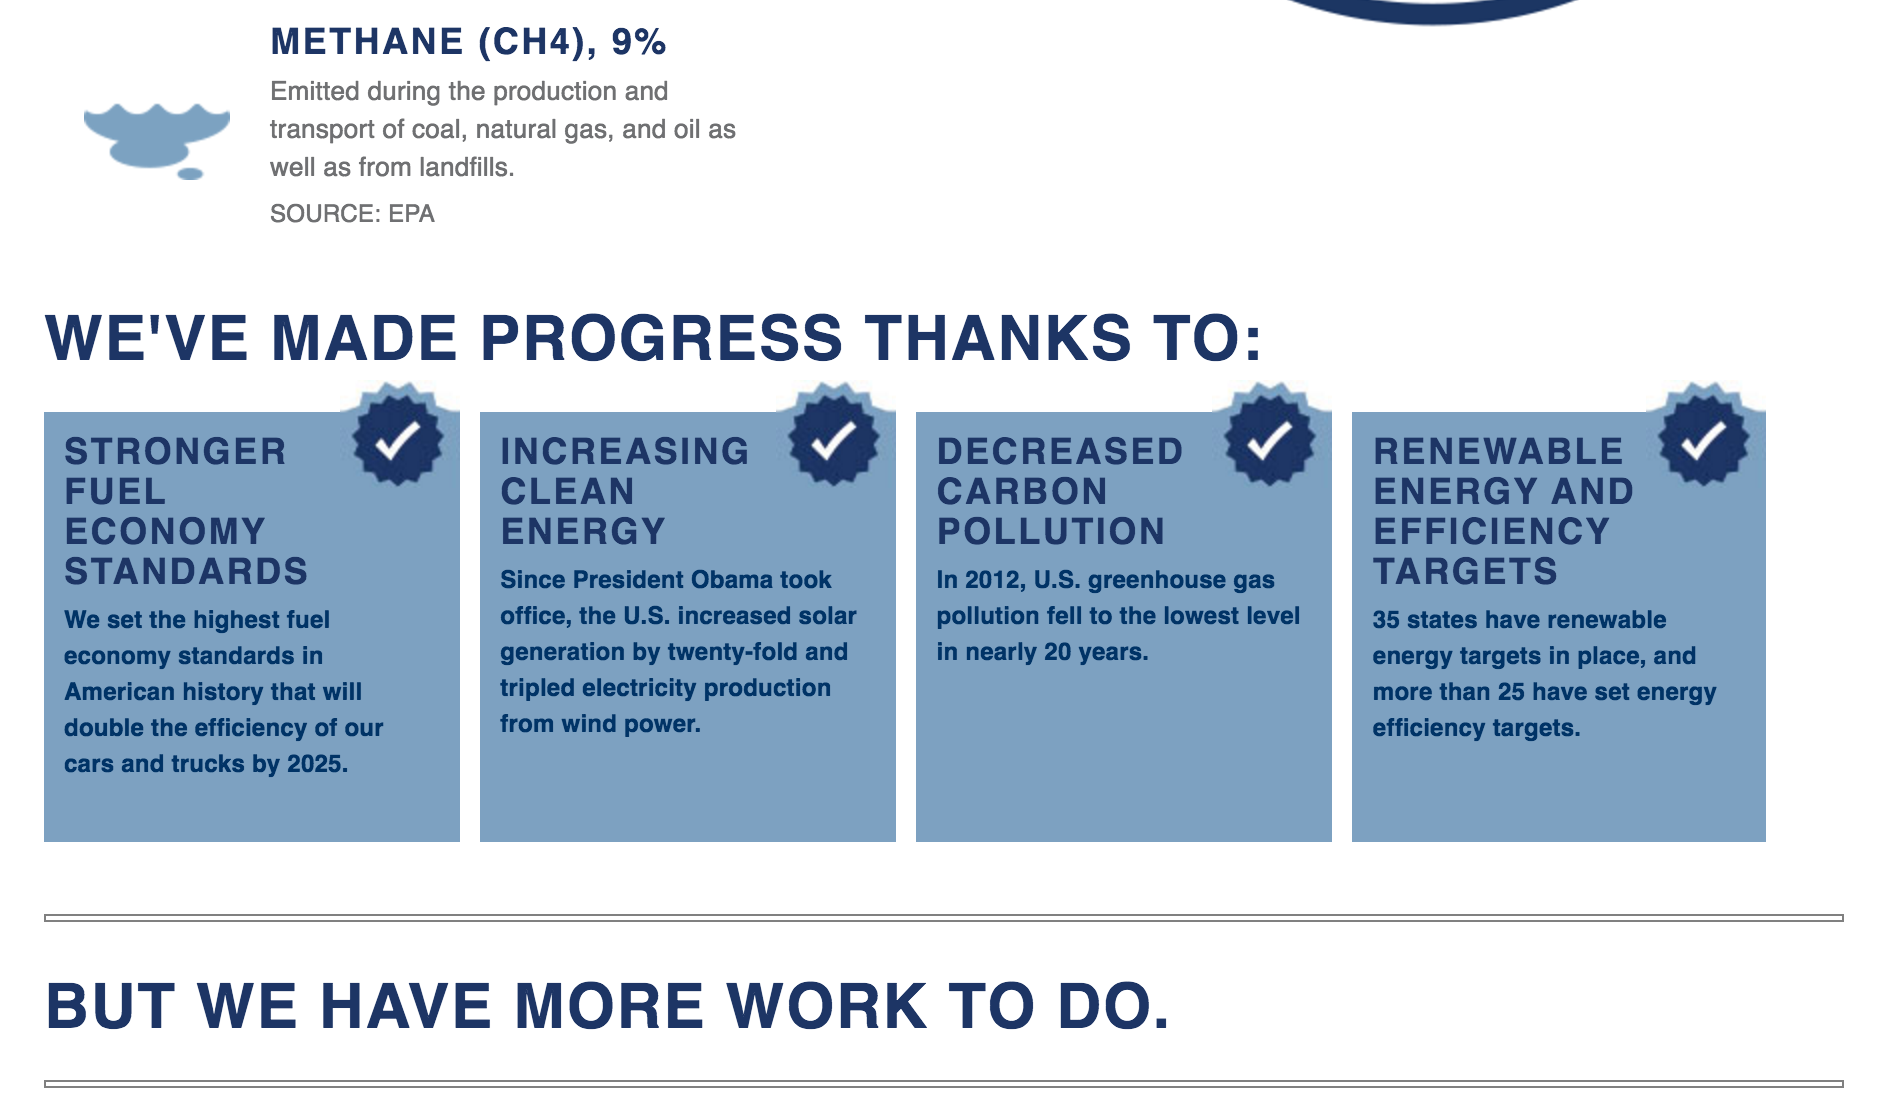 METHANE (CH4), 9%
Emitted during the production and
transport of coal, natural gas, and oil as
well as from landfills.
SOURCE: EPA
WE'VE MADE PROGRESS THANKS TO:
STRONGER
FUEL
ECONOMY
STANDARDS
We set the highest fuel
economy standards in
American history that will
double the efficiency of our
cars and trucks by 2025.
INCREASING
CLEAN
ENERGY
Since President Obama took
office, the U.S. increased solar
generation by twenty-fold and
tripled electricity production
from wind power.
DECREASED
CARBON
POLLUTION
In 2012, U.S. greenhouse gas
pollution fell to the lowest level
in nearly 20 years.
RENEWABLE
ENERGY AND
EFFICIENCY
TARGETS
35 states have renewable
energy targets in place, and
more than 25 have set energy
efficiency targets.
BUT WE HAVE MORE WORK TO DO.